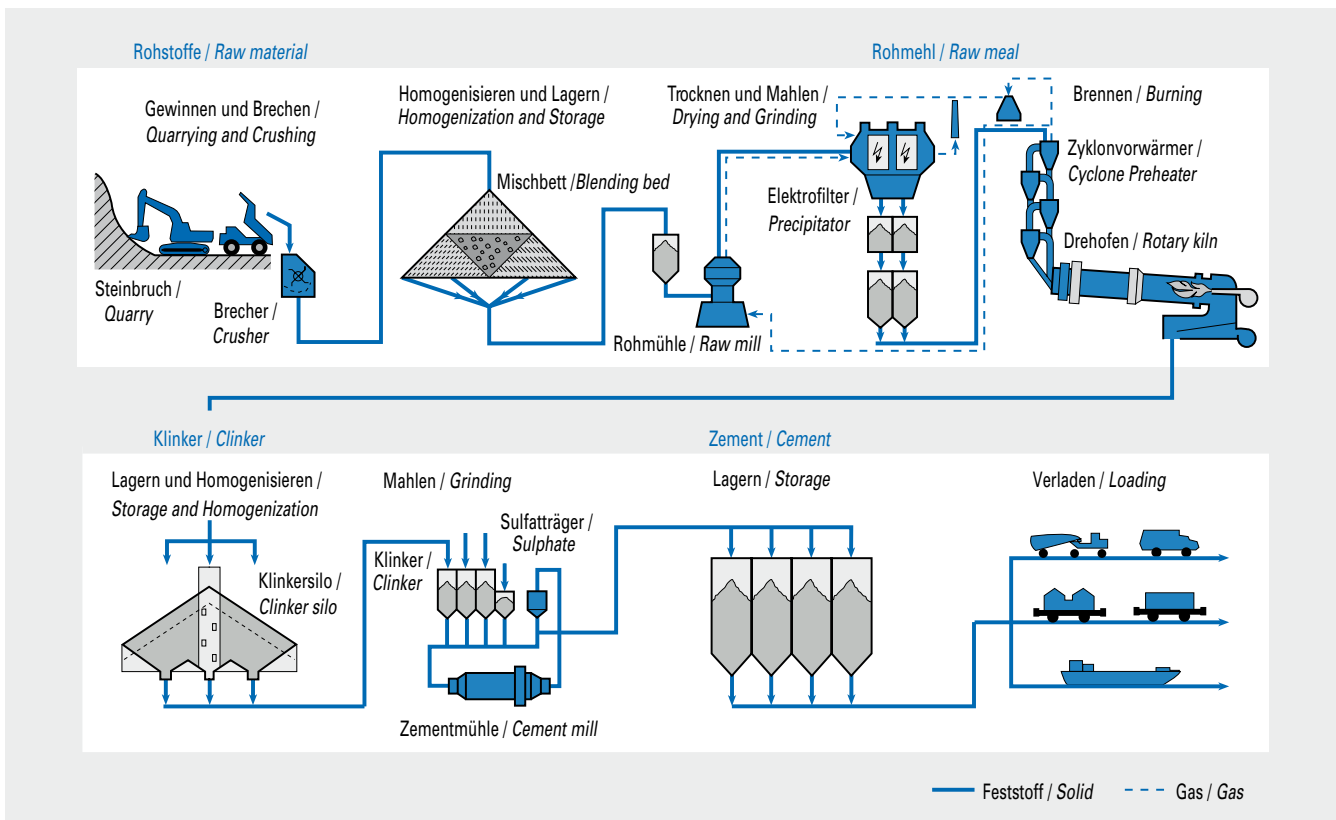 Rohstoffe / Raw material
Rohmehl / Raw meal
Gewinnen und Brechen /
Quarrying and Crushing
Homogenisieren und Lagern /
Homogenization and Storage
Trocknen und Mahlen /
Drying and Grinding
Brennen / Burning
Zyklonvorwärmer /
Cyclone Preheater
Mischbett / Blending bed
Elektrofilter /
Precipitator
Drehofen / Rotary kiln
Steinbruch /
Quarry
Brecher /
Crusher
Rohmühle / Raw mill
Klinker / Clinker
Zement / Cement
Lagern und Homogenisieren /
Storage and Homogenization
Mahlen / Grinding
Lagern / Storage
Verladen / Loading
Sulfatträger /
Sulphate
Klinker /
Clinker
Klinkersilo /
Clinker silo
Zementmühle / Cement mill
Feststoff / Solid
Gas / Gas